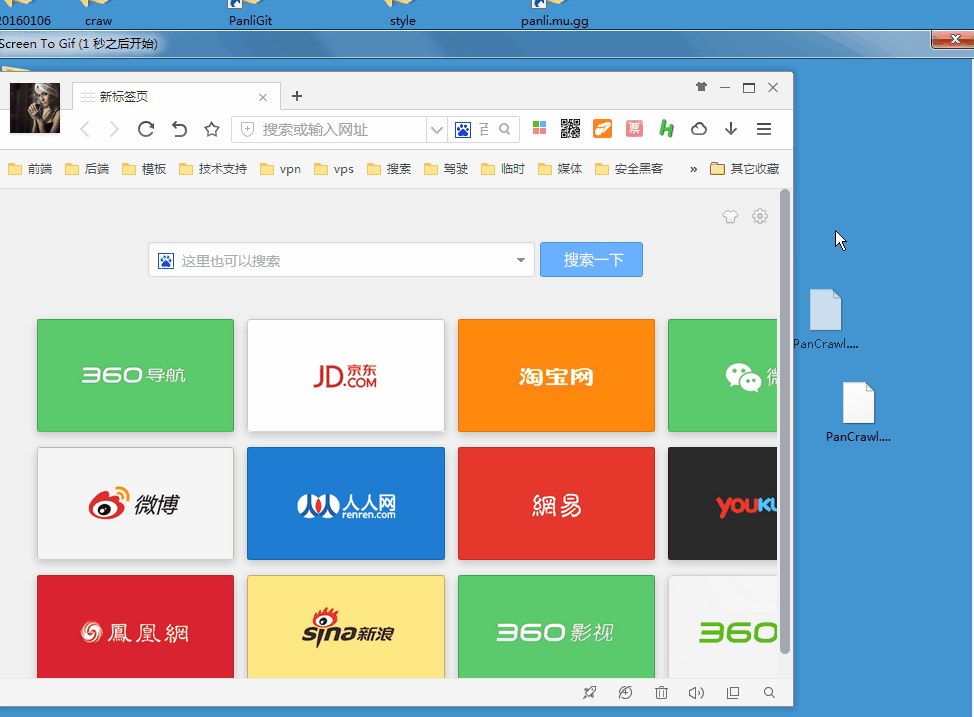 20160106 craw PanliGit style panli.mu.gg
Screen To Gif (1 秒之后开始)
新标签页
搜索或输入网址 百 票
前端 后端 模板 技术支持 vpn vps 搜索 驾驶 临时 媒体 安全黑客 » 其它收藏
这里也可以搜索 搜索一下
PanCrawl....
360导航 JD.COM 京东 淘宝网
PanCrawl....
微博 人人网 renren.com 網易 YOUKU
鳳凰網 sina新浪 360影视 360